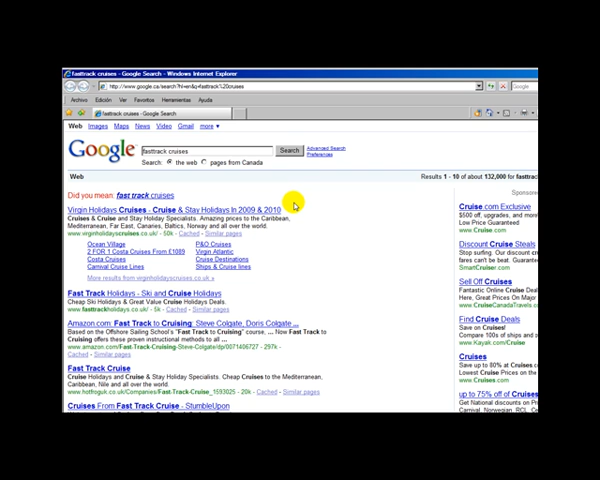 fasttrack cruises - Google Search - Windows Internet Explorer
http://www.google.ca/search?hl=en&q=fasttrack%20cruises
Google
Archivo Edición Ver Favoritos Herramientas Ayuda
fasttrack cruises - Google Search
Web Images Maps News Video Gmail more ▼
Google
fasttrack cruises
Search
Advanced Search
Preferences
Search: the web pages from Canada
Web
Results 1 - 10 of about 132,000 for fasttrac
Did you mean: fast track cruises
Virgin Holidays Cruises - Cruise & Stay Holidays In 2009 & 2010
Cruises & Cruise and Stay Holiday Specialists. Amazing prices to the Caribbean,
Mediterranean, Far East, Canaries, Baltics, Norway and all over the world.
www.virginholidayscruises.co.uk/ - 50k - Cached - Similar pages
Ocean Village
P&O Cruises
2 FOR 1 Costa Cruises From £1089
Virgin Atlantic
Costa Cruises
Cruise Destinations
Carnival Cruise Lines
Ships & Cruise lines
More results from virginholidayscruises.co.uk »
Fast Track Holidays - Ski and Cruise Holidays
Cheap Ski Holidays & Great Value Cruise Holidays Deals.
www.fasttrackholidays.co.uk/ - 5k - Cached - Similar pages
Amazon.com: Fast Track to Cruising: Steve Colgate, Doris Colgate ...
Based on the Offshore Sailing School's "Fast Track to Cruising" course, ... Now Fast Track to
Cruising offers these proven instructional methods to all ...
www.amazon.com/Fast-Track-Cruising-Steve-Colgate/dp/0071406727 - 297k -
Cached - Similar pages
Fast Track Cruise
Cruise Holidays and Cruise & Stay Holiday. Cheap Cruises to the Mediterranean,
Caribbean, Nile and all over the world.
www.hotfroguk.co.uk/Companies/Fast-Track-Cruise_1593025 - 20k - Cached - Similar pages
Cruises From Fast Track Cruise - StumbleUpon
Sponsore
Cruise.com Exclusive
$500 off, upgrades, and mor
www.Cruise.com
Discount Cruise Steals
Stop surfing. Our discount cr
fares can't be beat. Guarante
SmartCruiser.com
Sell Off Cruises
Fantastic Online Cruise Deal
Here, Great Prices On Major
www.CruiseCanadaTravel.co
Find Cruise Deals
Save on Cruises!
Compare 100s of ships and s
www.Kayak.com/Cruise
Cruises
Save up to 80% at Cruises.c
Lowest Cruise Prices in the
www.Cruises.com
up to 75% off of Cruises
Get National discounts on Pri
Carnival, Norwegian, RCL, Ce